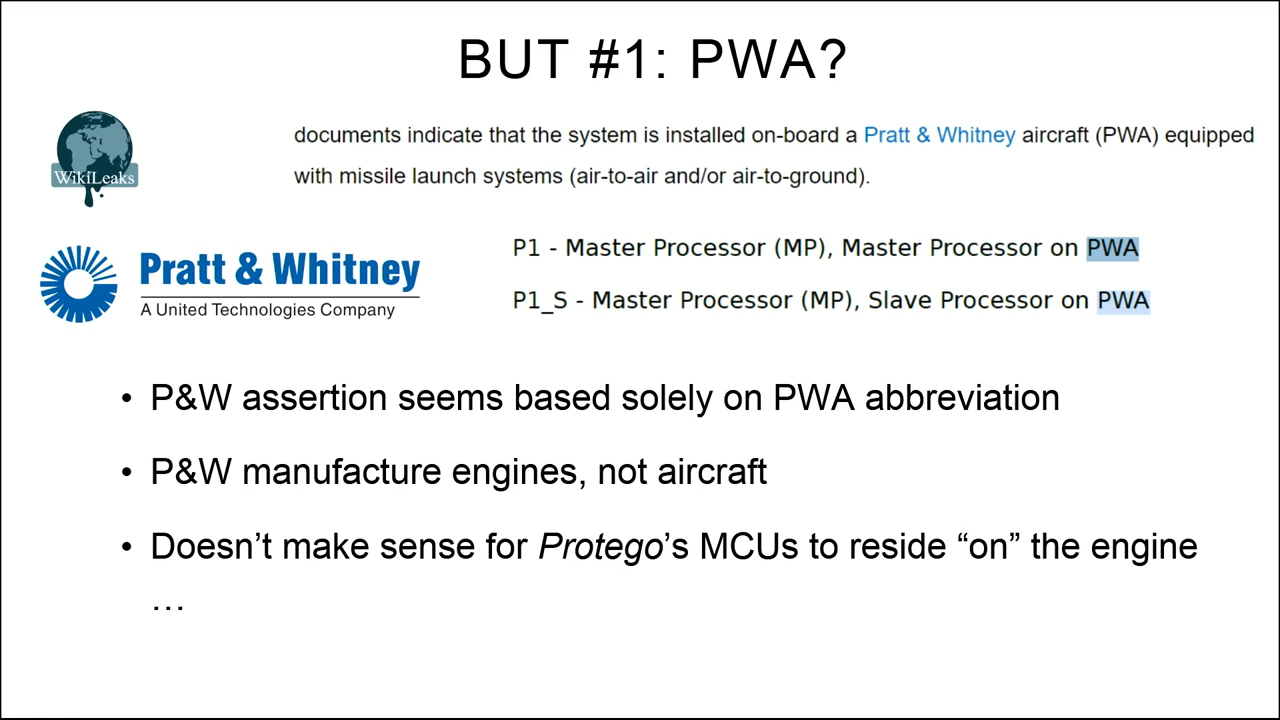 BUT #1: PWA?
documents indicate that the system is installed on-board a Pratt & Whitney aircraft (PWA) equipped
with missile launch systems (air-to-air and/or air-to-ground).
WikiLeaks
P1 - Master Processor (MP), Master Processor on PWA
Pratt & Whitney
A United Technologies Company
P1_S - Master Processor (MP), Slave Processor on PWA
• P&W assertion seems based solely on PWA abbreviation
• P&W manufacture engines, not aircraft
• Doesn’t make sense for Protego’s MCUs to reside “on” the engine
…